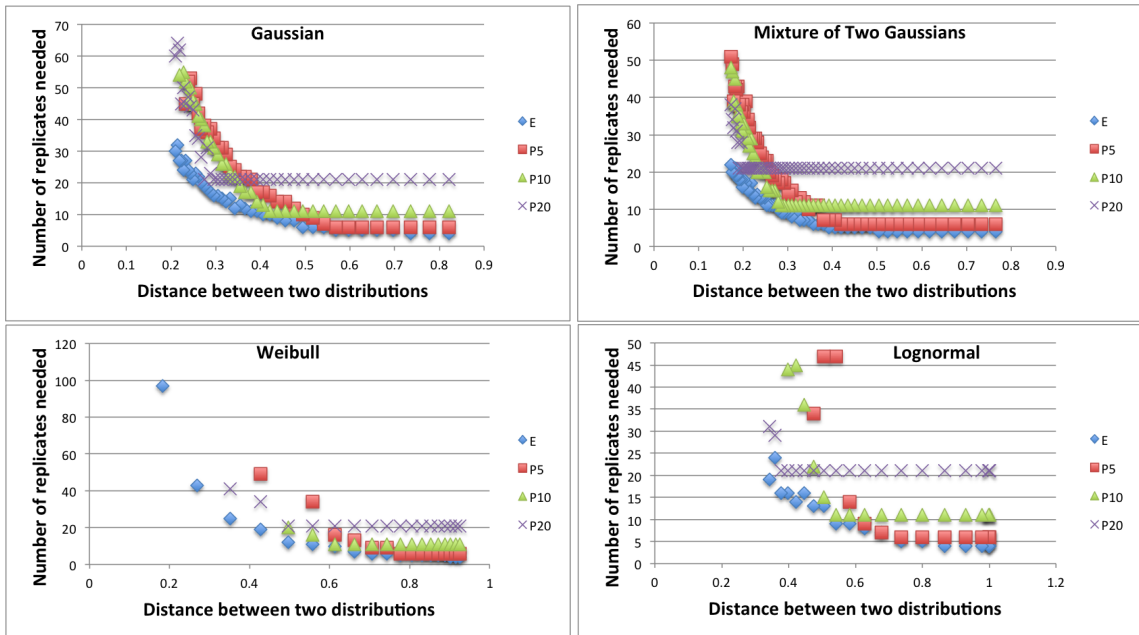 Gaussian
Number of replicates needed
70
60
50
40
30
20
10
0
0 0.1 0.2 0.3 0.4 0.5 0.6 0.7 0.8 0.9
Distance between two distributions
E
P5
P10
P20
Mixture of Two Gaussians
Number of replicates needed
60
50
40
30
20
10
0
0 0.1 0.2 0.3 0.4 0.5 0.6 0.7 0.8 0.9
Distance between the two distributions
E
P5
P10
P20
Weibull
Number of replicates needed
120
100
80
60
40
20
0
0 0.2 0.4 0.6 0.8 1
Distance between two distributions
E
P5
P10
P20
Lognormal
Number of replicates needed
50
45
40
35
30
25
20
15
10
5
0
0 0.2 0.4 0.6 0.8 1 1.2
Distance between two distributions
E
P5
P10
P20